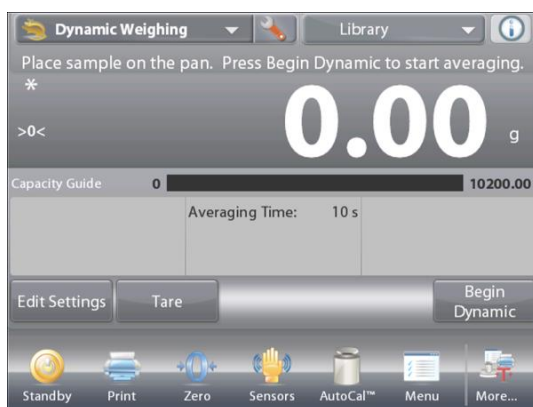 Dynamic Weighing Library
Place sample on the pan. Press Begin Dynamic to start averaging.
*
>0<
0.00 g
Capacity Guide 0 10200.00
Averaging Time: 10 s
Edit Settings Tare Begin Dynamic
Standby Print Zero Sensors AutoCal™ Menu More...